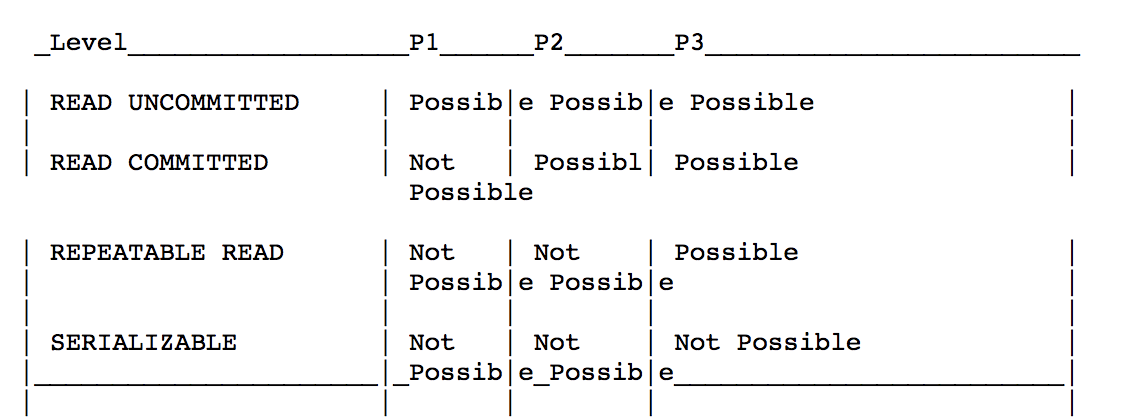 _Level__________________P1______P2_______P3________________________
| READ UNCOMMITTED | Possib|e Possib|e Possible |
| | | | |
| READ COMMITTED | Not | Possibl| Possible |
Possible
| REPEATABLE READ | Not | Not | Possible |
| | Possib|e Possib|e |
| | | | |
| SERIALIZABLE | Not | Not | Not Possible |
|______________________|_Possib|e_Possib|e_________________________|
| | | | |